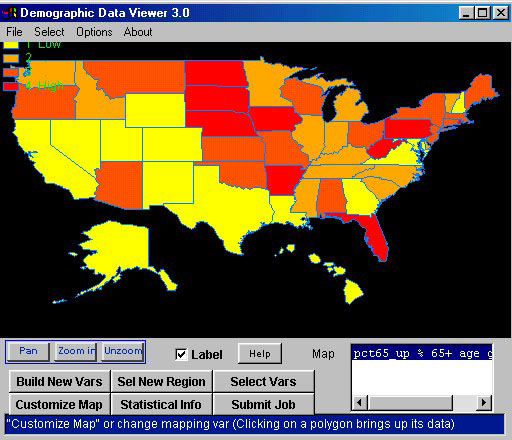 Demographic Data Viewer 3.0
File Select Options About
1 Low
2
3
4 High
Pan Zoom in Unzoom Label Help Map pct65_up % 65+ age g
Build New Vars Sel New Region Select Vars
Customize Map Statistical Info Submit Job
"Customize Map" or change mapping var (Clicking on a polygon brings up its data)